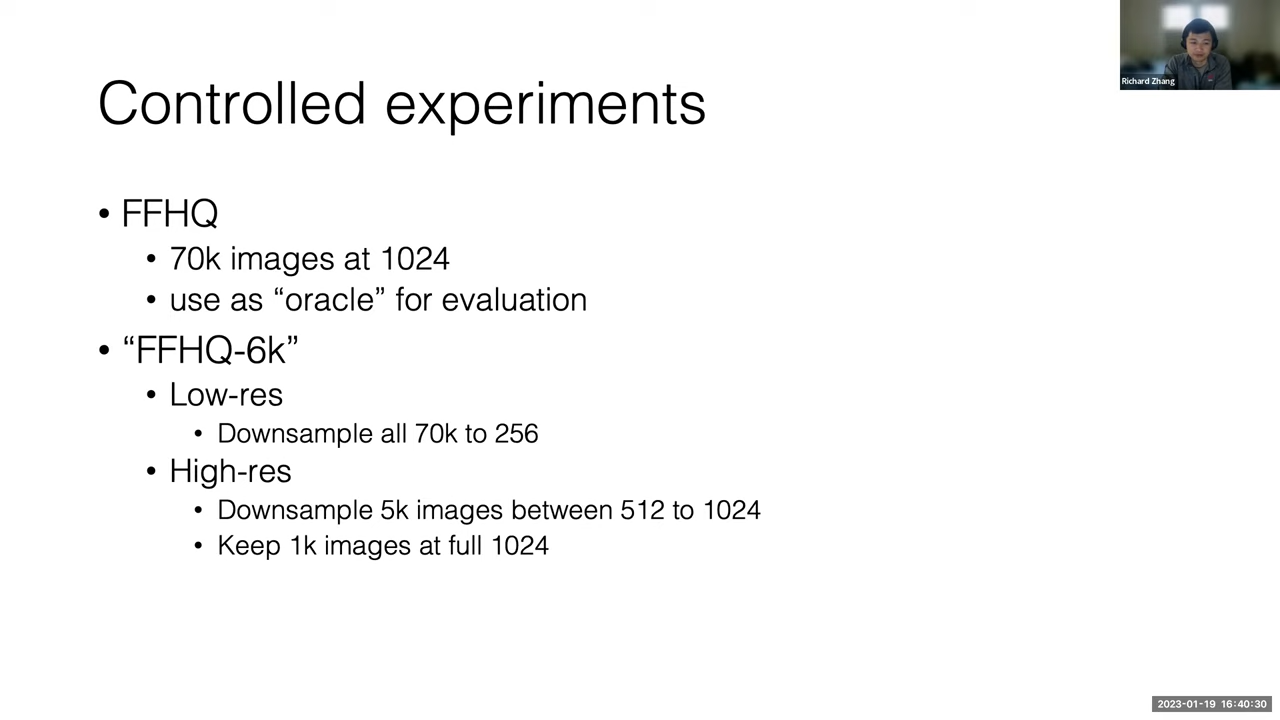 Richard Zhang
Controlled experiments
• FFHQ
• 70k images at 1024
• use as “oracle” for evaluation
• “FFHQ-6k”
• Low-res
• Downsample all 70k to 256
• High-res
• Downsample 5k images between 512 to 1024
• Keep 1k images at full 1024
2023-01-19 16:40:30